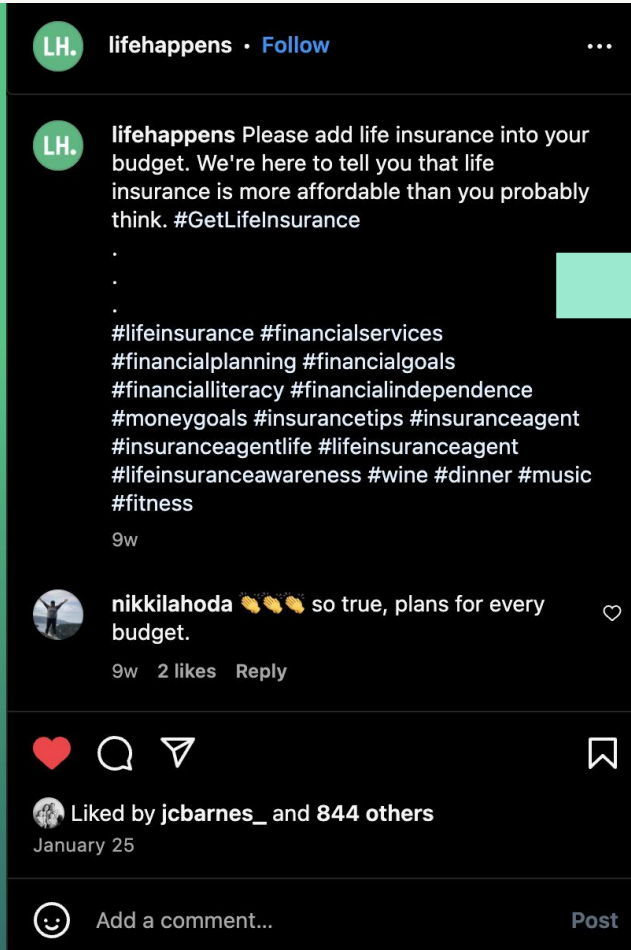 LH. lifehappens • Follow
LH. lifehappens Please add life insurance into your
budget. We're here to tell you that life
insurance is more affordable than you probably
think. #GetLifeInsurance
.
.
.
#lifeinsurance #financialservices
#financialplanning #financialgoals
#financialliteracy #financialindependence
#moneygoals #insurancetips #insuranceagent
#insuranceagentlife #lifeinsuranceagent
#lifeinsuranceawareness #wine #dinner #music
#fitness
9w
nikkilahoda 👏👏👏 so true, plans for every
budget.
9w 2 likes Reply
Liked by jcbarnes_ and 844 others
January 25
Add a comment... Post